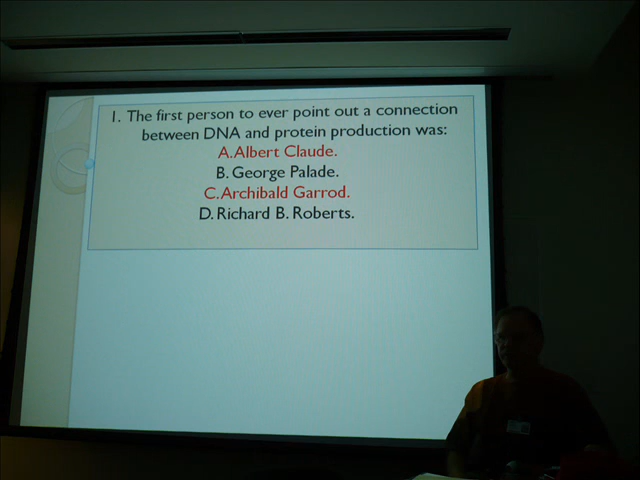 1. The first person to ever point out a connection
between DNA and protein production was:
A.Albert Claude.
B. George Palade.
C.Archibald Garrod.
D. Richard B. Roberts.